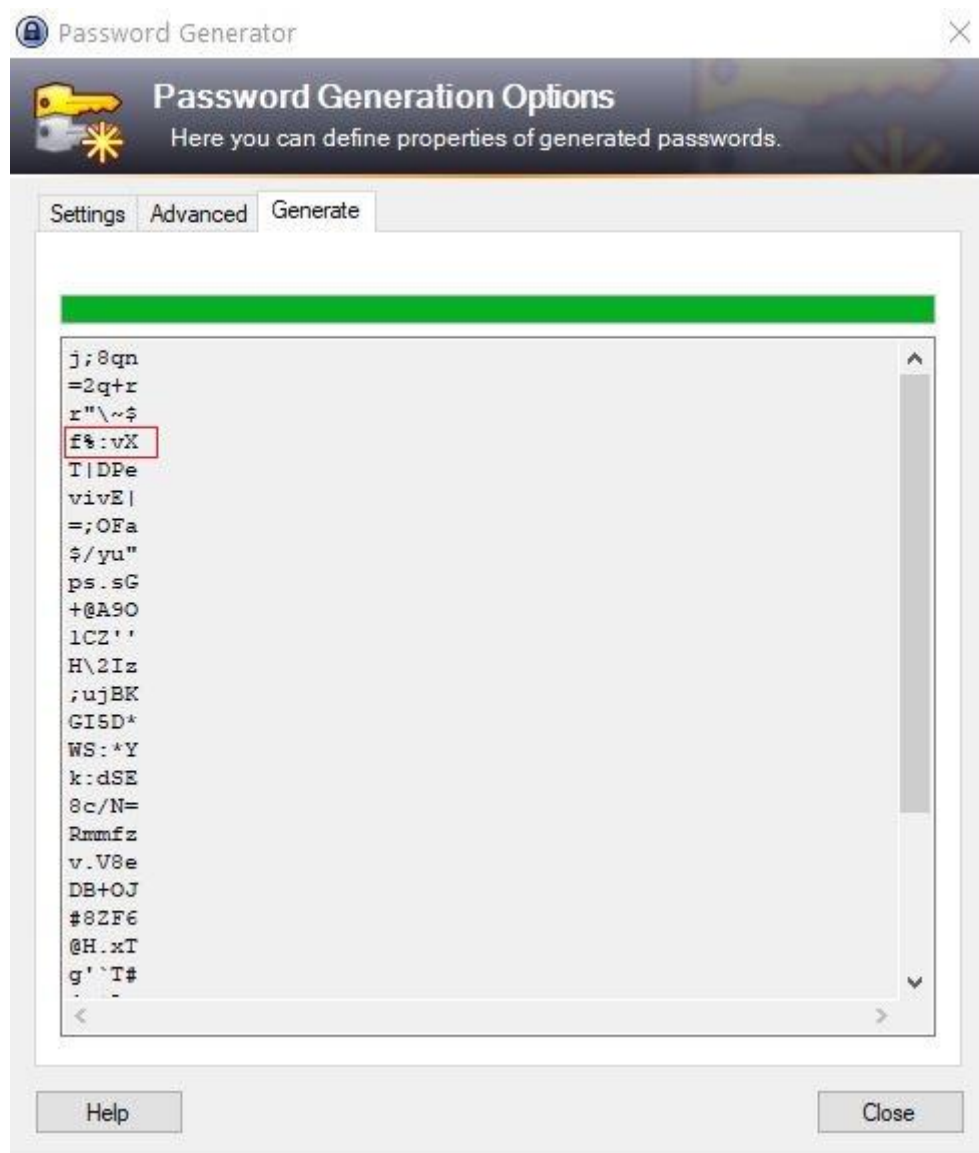 Password Generator
Password Generation Options
Here you can define properties of generated passwords.
Settings Advanced Generate
j;8qn
=2q+r
r"\~$
f%:vX
T|DPe
vivE|
=;OFa
$/yu"
ps.sG
+@A9O
1CZ''
H\2Iz
;ujBK
GI5D*
WS:*Y
k:dSE
8c/N=
Rmmfz
v.V8e
DB+OJ
#8ZF6
@H.xT
g'`T#
Help Close